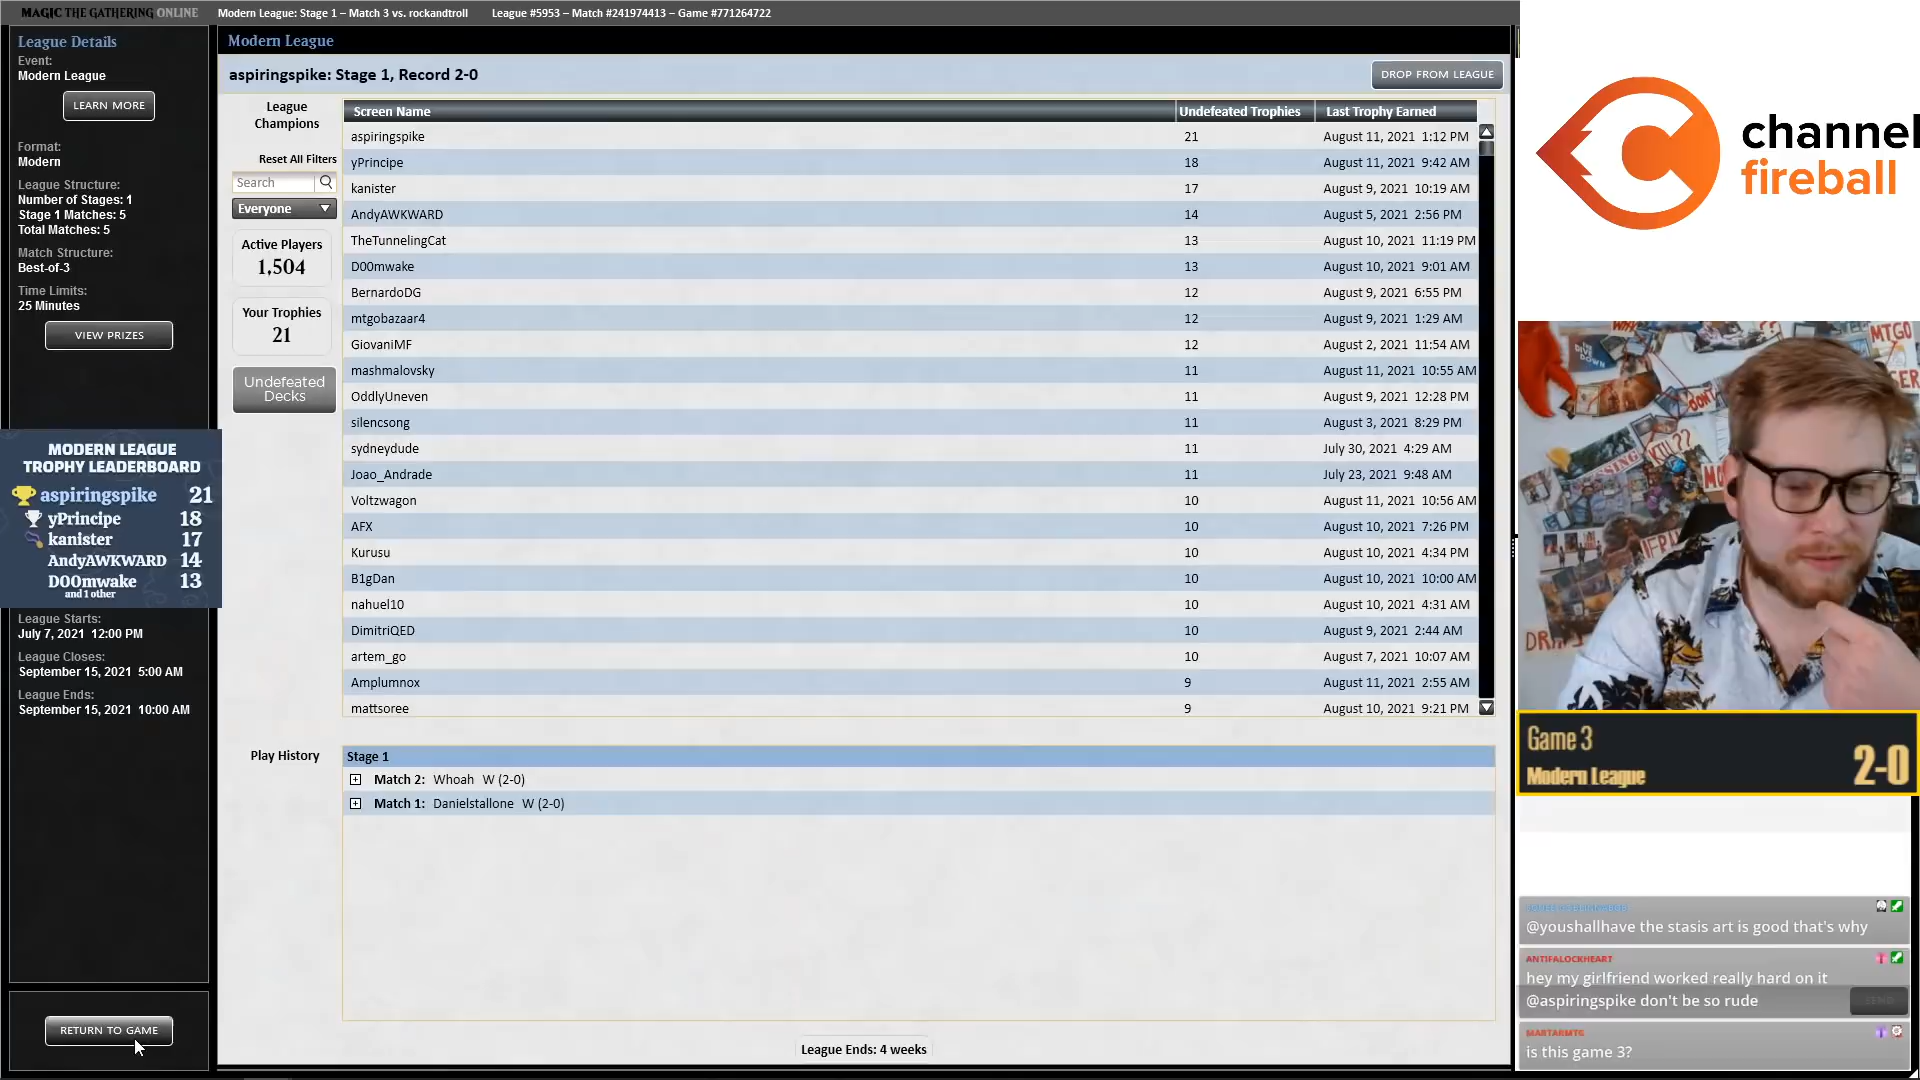 MAGIC THE GATHERING ONLINE
Modern League: Stage 1 – Match 3 vs. rockandtroll
League #5953 – Match #241974413 – Game #771264722
League Details
Event:
Modern League
LEARN MORE
Format:
Modern
League Structure:
Number of Stages: 1
Stage 1 Matches: 5
Total Matches: 5
Match Structure:
Best-of-3
Time Limits:
25 Minutes
VIEW PRIZES
MODERN LEAGUE
TROPHY LEADERBOARD
aspiringspike 21
yPrincipe 18
kanister 17
AndyAWKWARD 14
D00mwake 13
and 1 other
League Starts:
July 7, 2021 12:00 PM
League Closes:
September 15, 2021 5:00 AM
League Ends:
September 15, 2021 10:00 AM
RETURN TO GAME
Modern League
aspiringspike: Stage 1, Record 2-0
DROP FROM LEAGUE
League
Champions
Reset All Filters
Search
Everyone
Active Players
1,504
Your Trophies
21
Undefeated
Decks
Screen Name Undefeated Trophies Last Trophy Earned
aspiringspike 21 August 11, 2021 1:12 PM
yPrincipe 18 August 11, 2021 9:42 AM
kanister 17 August 9, 2021 10:19 AM
AndyAWKWARD 14 August 5, 2021 2:56 PM
TheTunnelingCat 13 August 10, 2021 11:19 PM
D00mwake 13 August 10, 2021 9:01 AM
BernardoDG 12 August 9, 2021 6:55 PM
mtgobazaar4 12 August 9, 2021 1:29 AM
GiovaniMF 12 August 2, 2021 11:54 AM
mashmalovsky 11 August 11, 2021 10:55 AM
OddlyUneven 11 August 9, 2021 12:28 PM
silencsong 11 August 3, 2021 8:29 PM
sydneydude 11 July 30, 2021 4:29 AM
Joao_Andrade 11 July 23, 2021 9:48 AM
Voltzwagon 10 August 11, 2021 10:56 AM
AFX 10 August 10, 2021 7:26 PM
Kurusu 10 August 10, 2021 4:34 PM
B1gDan 10 August 10, 2021 10:00 AM
nahuel10 10 August 10, 2021 4:31 AM
DimitriQED 10 August 9, 2021 2:44 AM
artem_go 10 August 7, 2021 10:07 AM
Amplumnox 9 August 11, 2021 2:55 AM
mattsoree 9 August 10, 2021 9:21 PM
Play History
Stage 1
Match 2: Whoah W (2-0)
Match 1: Danielstallone W (2-0)
League Ends: 4 weeks
channel
fireball
MTGO
THE
DIVE
DOWN
KILL??
Game 3
Modern League
2-0
@youshallhave the stasis art is good that's why
ANTIFALOCKHEART
hey my girlfriend worked really hard on it
@aspiringspike don't be so rude
SEND
MARTARMTG
is this game 3?